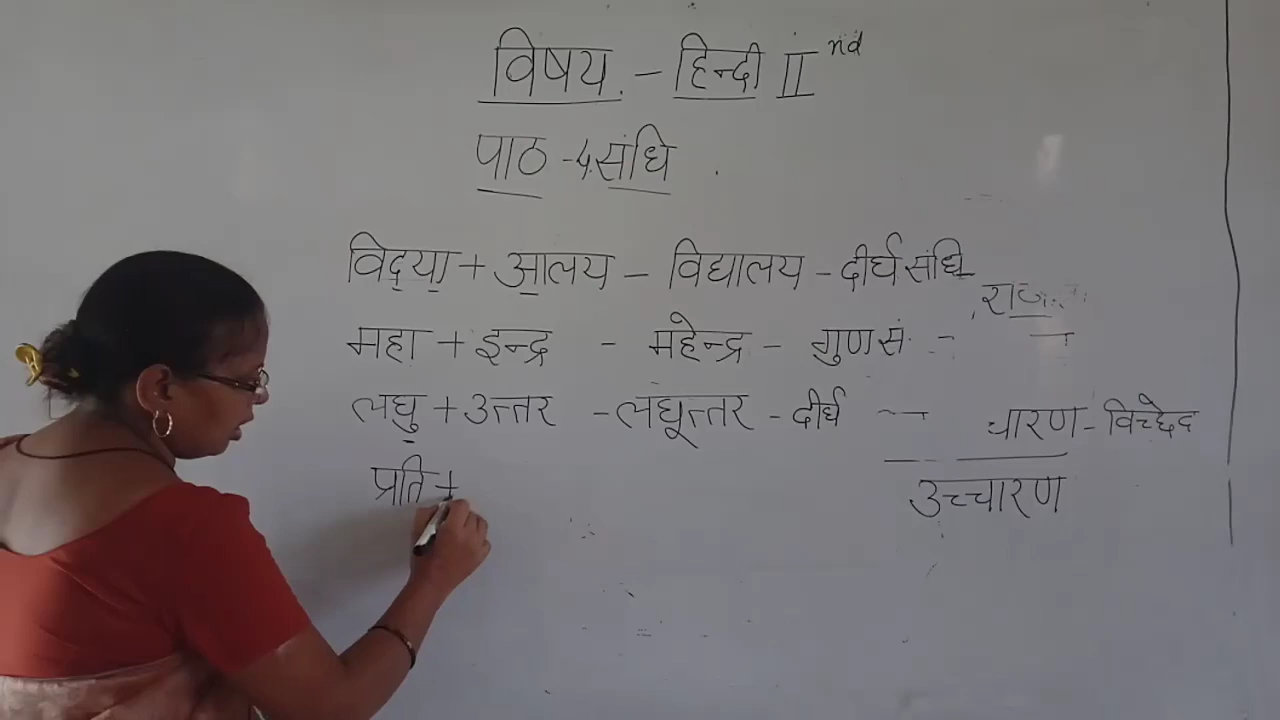 विषय - हिन्दी II nd
पाठ - 4 संधि
विद्या + आलय - विद्यालय - दीर्घ संधि
महा + इन्द्र - महेन्द्र - गुण सं
लघु + उत्तर - लघूत्तर - दीर्घ
चारण - विच्छेद
प्रति +
उच्चारण